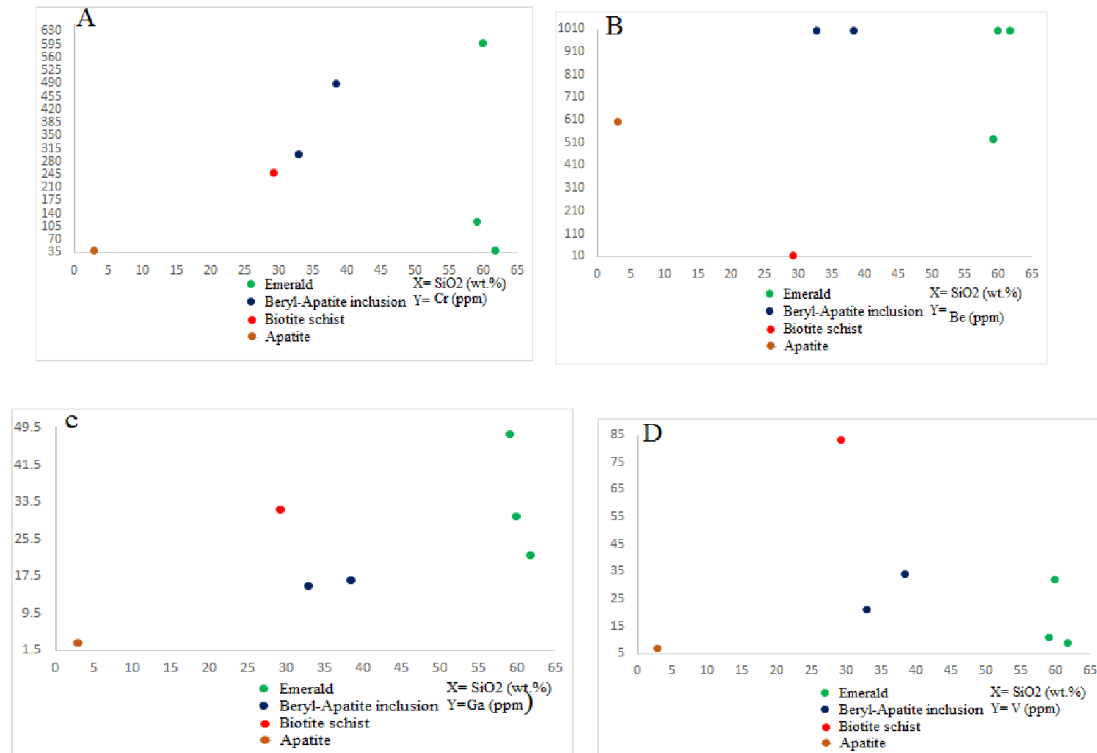 A
630
595
560
525
490
455
420
385
350
315
280
245
210
175
140
105
70
35
0 5 10 15 20 25 30 35 40 45 50 55 60 65
Emerald X= SiO2 (wt.%)
Beryl-Apatite inclusion Y= Cr (ppm)
Biotite schist
Apatite
B
1010
910
810
710
610
510
410
310
210
110
10
0 5 10 15 20 25 30 35 40 45 50 55 60 65
Emerald X= SiO2 (wt.%)
Beryl-Apatite inclusion Y= Be (ppm)
Biotite schist
Apatite
c
49.5
41.5
33.5
25.5
17.5
9.5
1.5
0 5 10 15 20 25 30 35 40 45 50 55 60 65
Emerald X= SiO2 (wt.%)
Beryl-Apatite inclusion Y=Ga (ppm)
Biotite schist
Apatite
D
85
75
65
55
45
35
25
15
5
0 5 10 15 20 25 30 35 40 45 50 55 60 65
Emerald X= SiO2 (wt.%)
Beryl-Apatite inclusion Y= V (ppm)
Biotite schist
Apatite